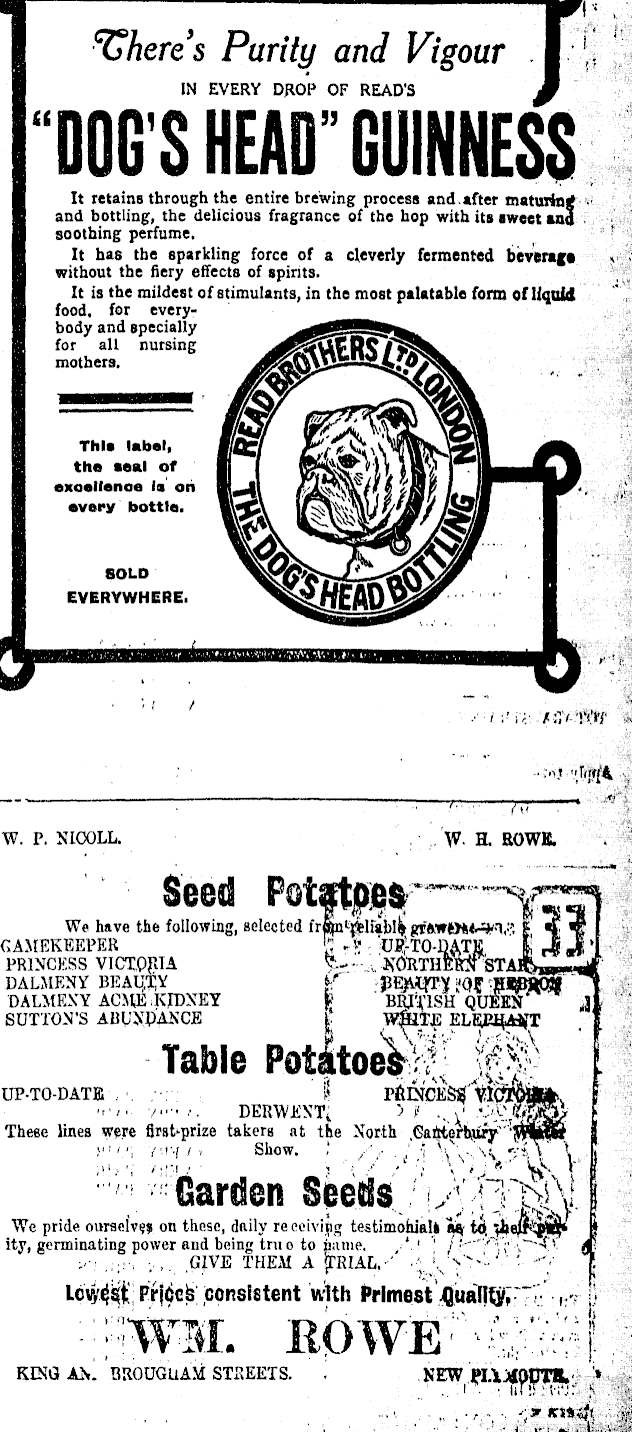 There's Purity and Vigour
IN EVERY DROP OF READ'S
"DOG'S HEAD" GUINNESS
It retains through the entire brewing process and after maturing
and bottling, the delicious fragrance of the hop with its sweet and
soothing perfume.
It has the sparkling force of a cleverly fermented beverage
without the fiery effects of spirits.
It is the mildest of stimulants, in the most palatable form of liquid
food, for every-
body and specially
for all nursing
mothers.
This label,
the seal of
excellence is on
every bottle.
SOLD
EVERYWHERE.
READ BROTHERS LTD LONDON
THE DOG'S HEAD BOTTLING
W. P. NICOLL. W. H. ROWE.
Seed Potatoes
We have the following, selected from reliable growers
GAMEKEEPER UP-TO-DATE
PRINCESS VICTORIA NORTHERN STAR
DALMENY BEAUTY BEAUTY OF HEBRON
DALMENY ACME KIDNEY BRITISH QUEEN
SUTTON'S ABUNDANCE WHITE ELEPHANT
Table Potatoes
UP-TO-DATE PRINCESS VICTORIA
DERWENT,
These lines were first-prize takers at the North Canterbury Winter
Show.
Garden Seeds
We pride ourselves on these, daily receiving testimonials as to their pur-
ity, germinating power and being true to name.
GIVE THEM A TRIAL.
Lowest Prices consistent with Primest Quality.
WM. ROWE
KING AN. BROUGHAM STREETS. NEW PLYMOUTH.